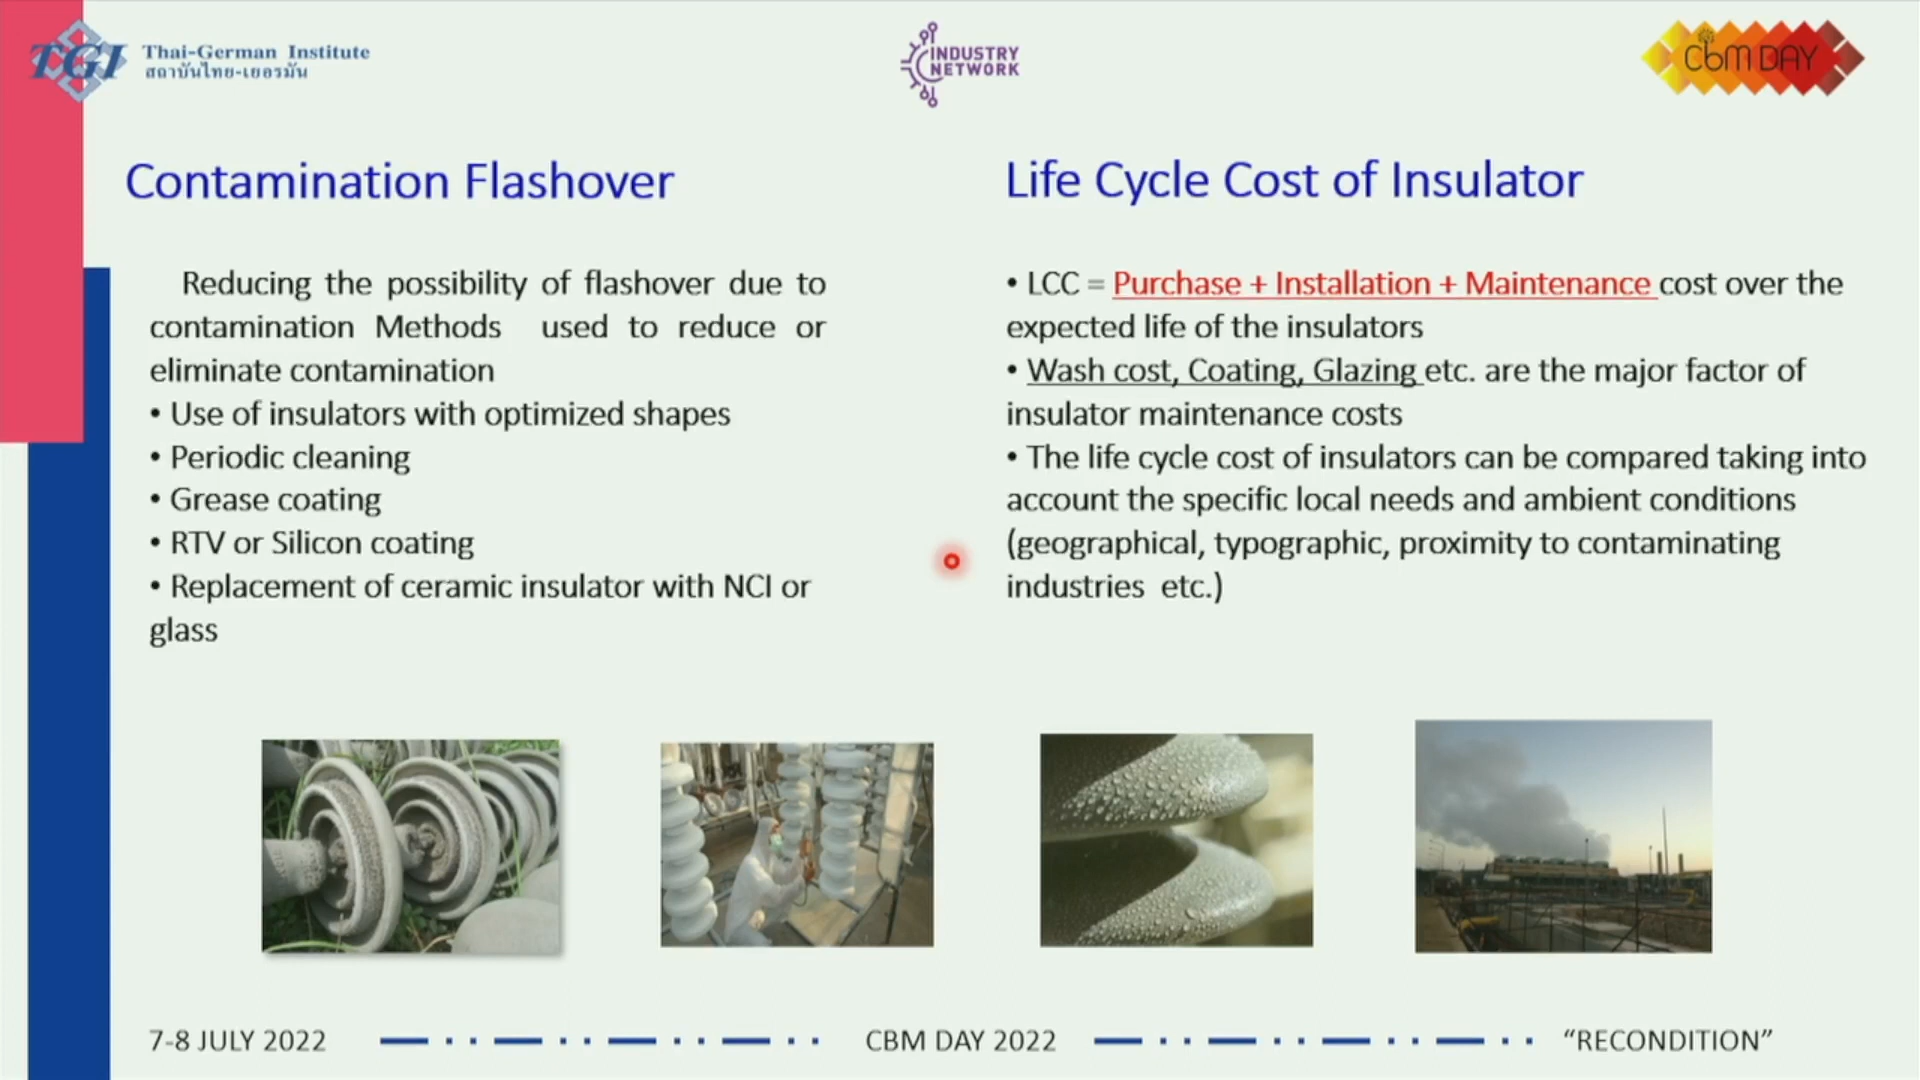 TGI
Thai-German Institute
สถาบันไทย-เยอรมัน
INDUSTRY
NETWORK
cbm DAY
Contamination Flashover
Reducing the possibility of flashover due to
contamination Methods used to reduce or
eliminate contamination
• Use of insulators with optimized shapes
• Periodic cleaning
• Grease coating
• RTV or Silicon coating
• Replacement of ceramic insulator with NCI or
glass
Life Cycle Cost of Insulator
• LCC = Purchase + Installation + Maintenance cost over the
expected life of the insulators
• Wash cost, Coating, Glazing etc. are the major factor of
insulator maintenance costs
• The life cycle cost of insulators can be compared taking into
account the specific local needs and ambient conditions
(geographical, typographic, proximity to contaminating
industries etc.)
7-8 JULY 2022
CBM DAY 2022
“RECONDITION”